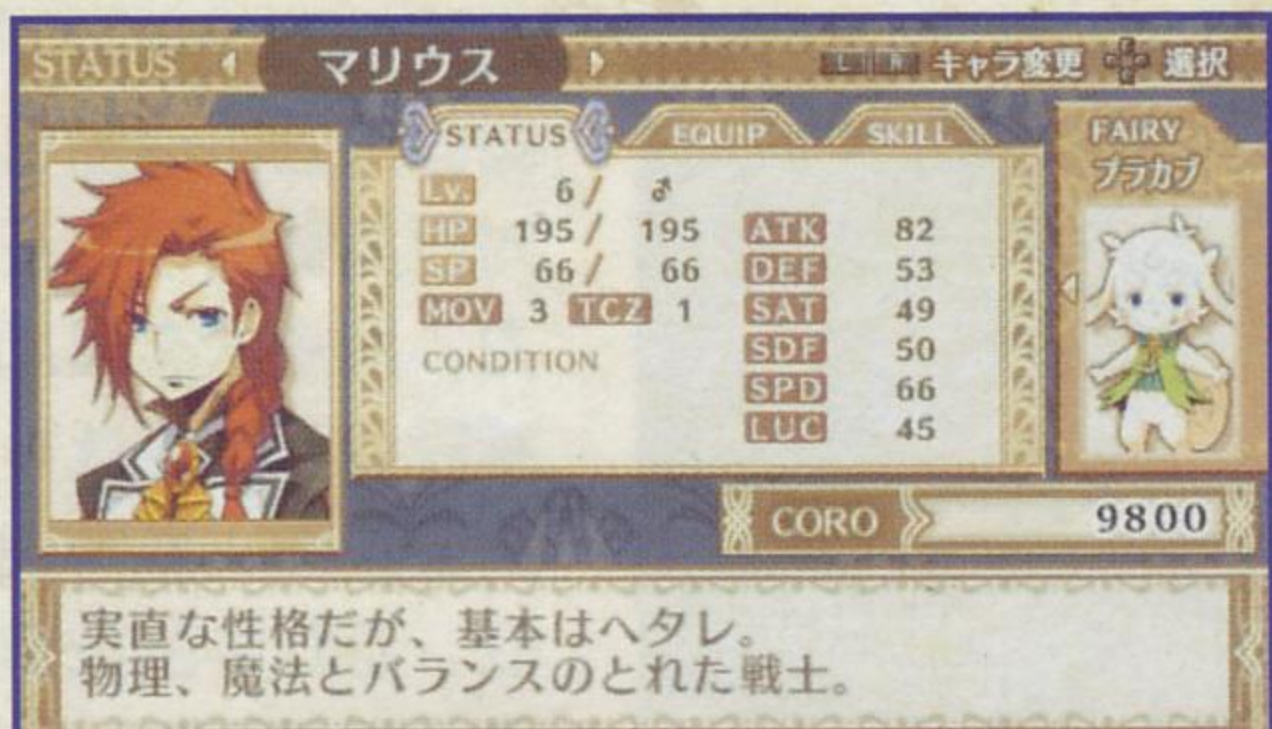 STATUS マリウス L R キャラ変更 選択
STATUS EQUIP SKILL
FAIRY
ブラカブ
Lv. 6/ ♂
HP 195/ 195 ATK 82
SP 66/ 66 DEF 53
MOV 3 TCZ 1 SAT 49
CONDITION SDF 50
SPD 66
LUC 45
CORO 9800
実直な性格だが、基本はヘタレ。
物理、魔法とバランスのとれた戦士。